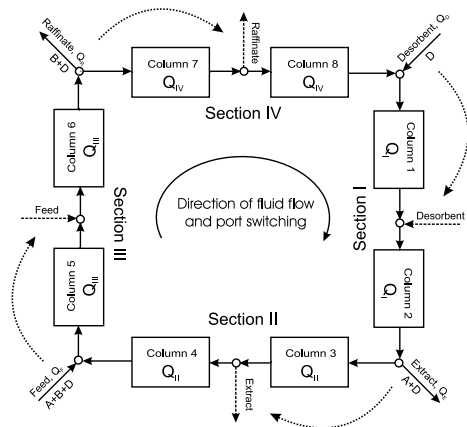 Raffinate, Q_R
B+D
Raffinate
Desorbent, Q_D
D
Column 7
Q_IV
Column 8
Q_IV
Section IV
Column 6
Q_III
Column 1
Q_I
Feed
Section III
Direction of fluid flow
and port switching
Section I
Desorbent
Column 5
Q_III
Column 2
Q_I
Section II
Column 4
Q_II
Column 3
Q_II
Feed, Q_F
A+B+D
Extract
Extract, Q_E
A+D